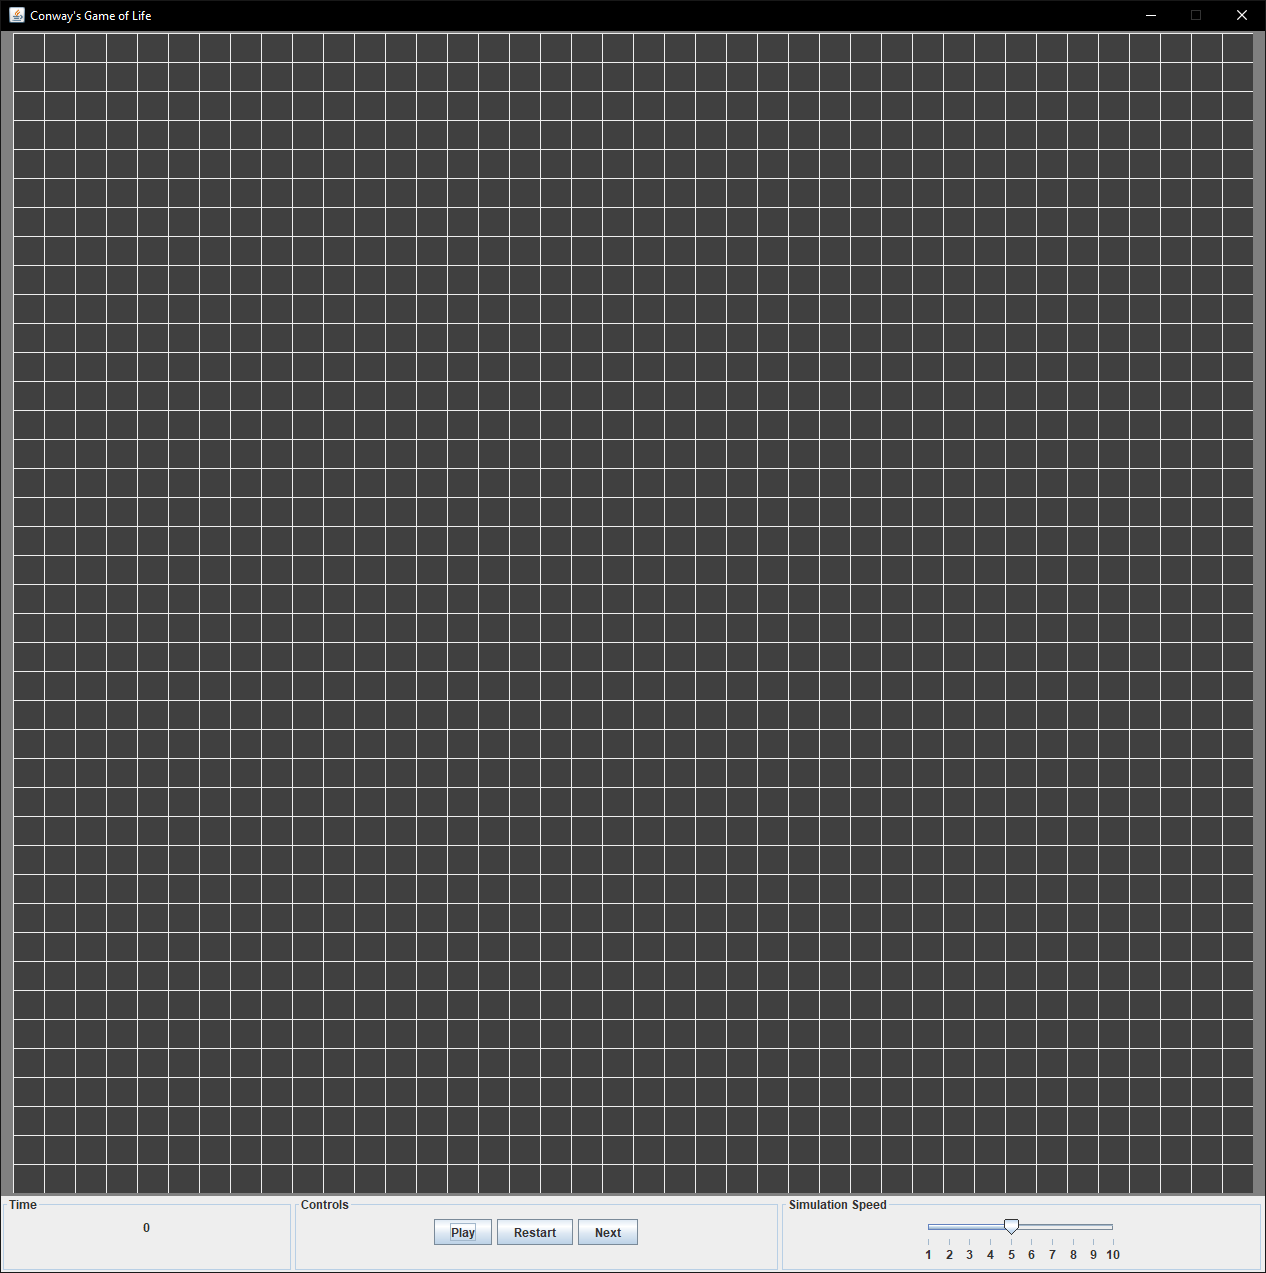 Conway's Game of Life
Time
0
Controls
Play Restart Next
Simulation Speed
1 2 3 4 5 6 7 8 9 10